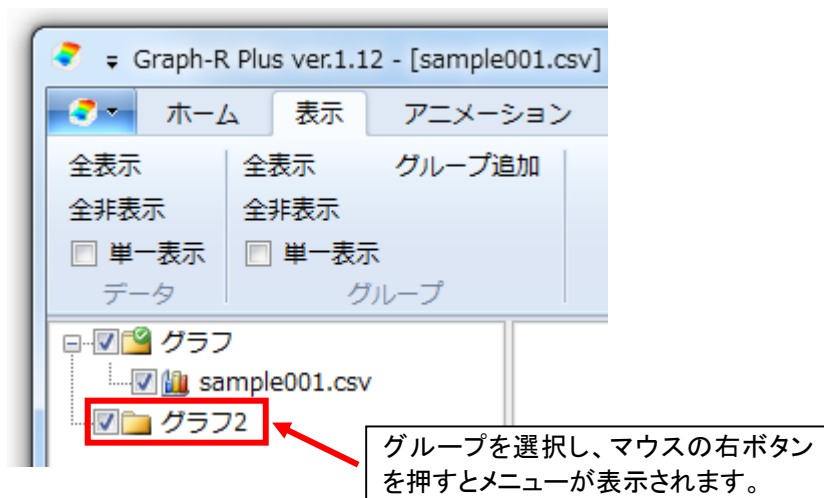 Graph-R Plus ver.1.12 - [sample001.csv]
ホーム 表示 アニメーション
全表示 全表示 グループ追加
全非表示 全非表示
単一表示 単一表示
データ グループ
グラフ
sample001.csv
グラフ2
グループを選択し、マウスの右ボタン
を押すとメニューが表示されます。